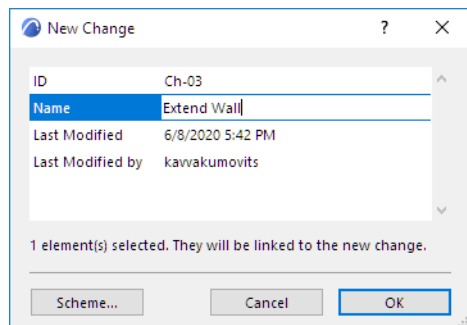 New Change
?
ID Ch-03
Name Extend Wall
Last Modified 6/8/2020 5:42 PM
Last Modified by kavvakumovits
1 element(s) selected. They will be linked to the new change.
Scheme... Cancel OK